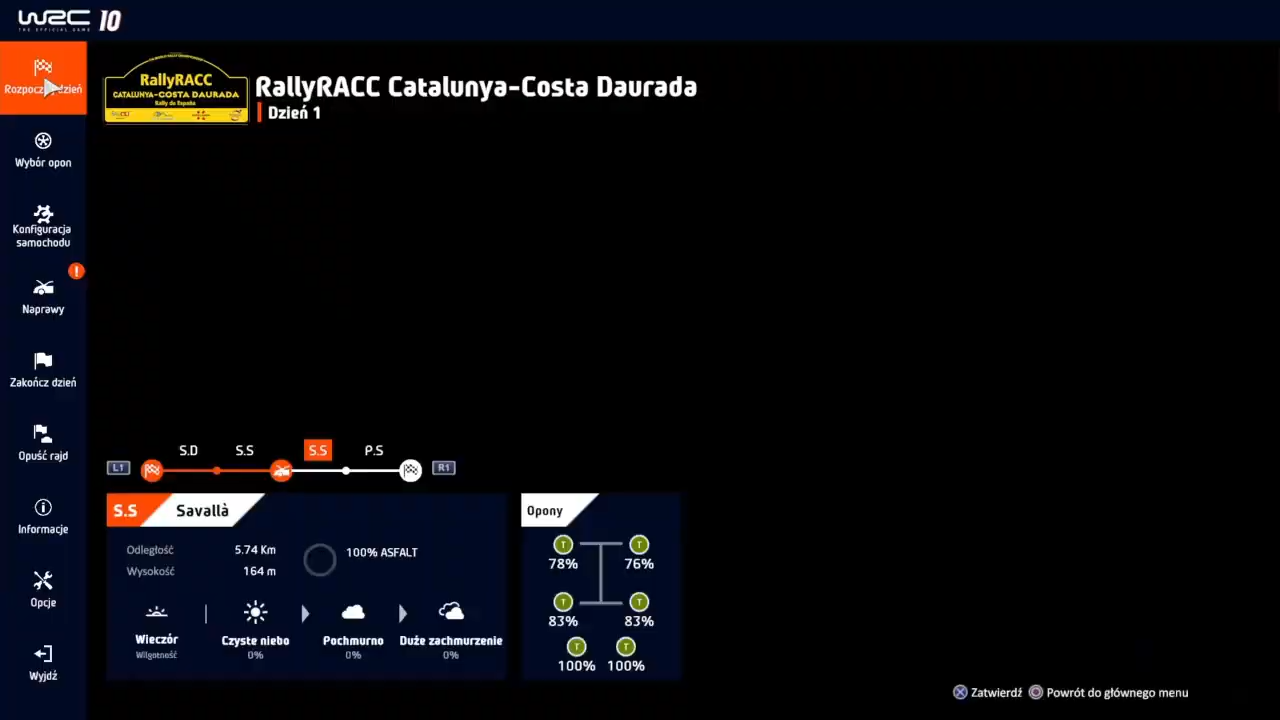 WRC 10
THE OFFICIAL GAME
Wybór opon
Konfiguracja
samochodu
!
Naprawy
Zakończ dzień
Opuść rajd
Informacje
Opcje
Wyjdź
RallyRACC
CATALUNYA-COSTA DAURADA
Rally de España
RallyRACC Catalunya-Costa Daurada
Dzień 1
S.D S.S S.S P.S
L1 R1
S.S Savallà
Odległość 5.74 Km
Wysokość 164 m
100% ASFALT
Wieczór Czyste niebo Pochmurno Duże zachmurzenie
Wilgotność 0% 0% 0%
Opony
T T
78% 76%
T T
83% 83%
T T
100% 100%
Zatwierdź Powrót do głównego menu